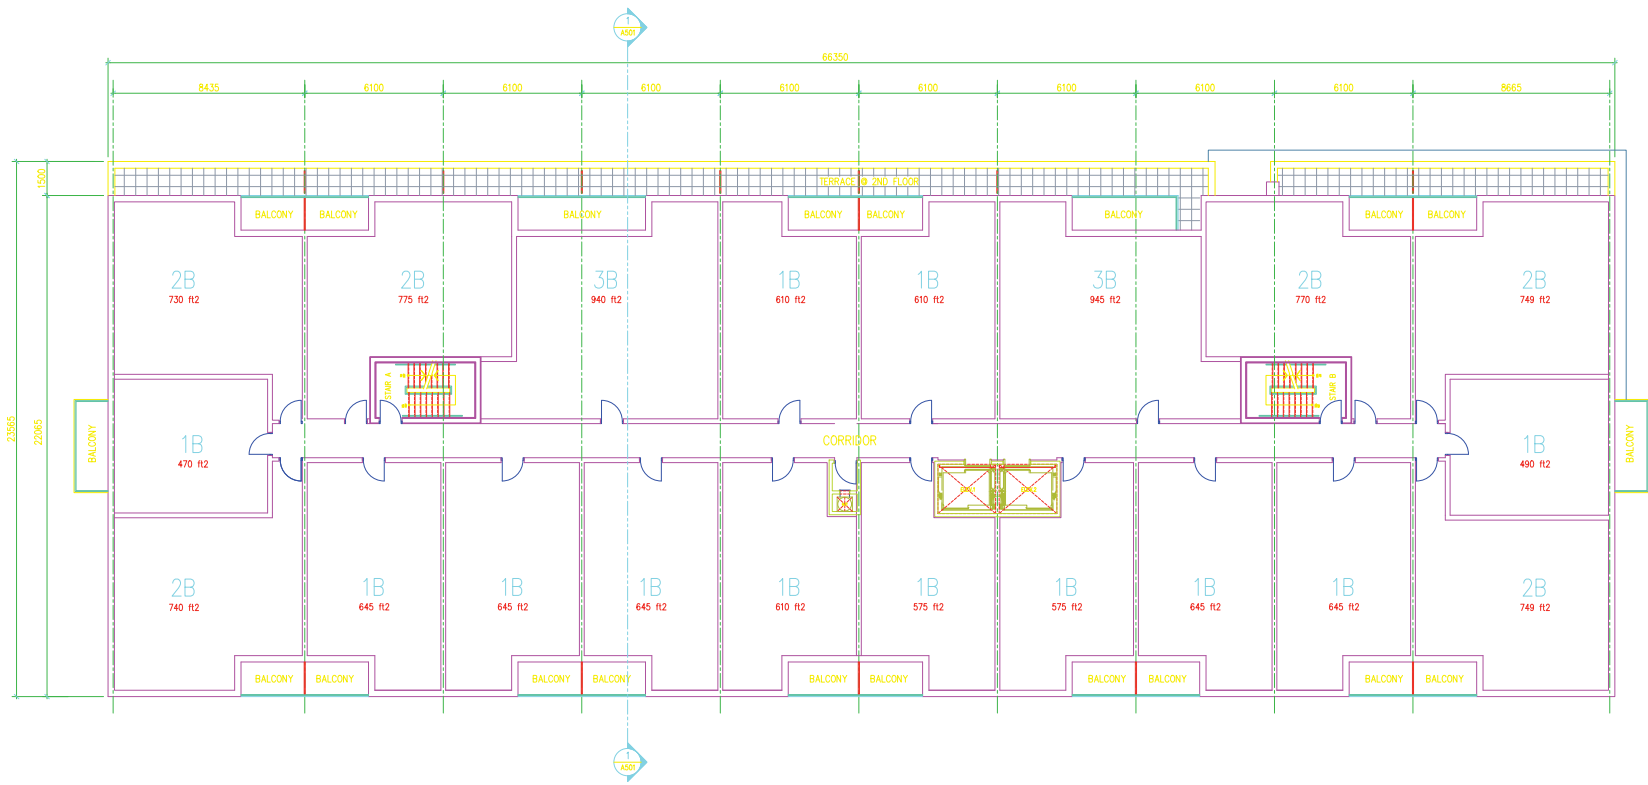 1
A501
66350
8435 6100 6100 6100 6100 6100 6100 6100 6100 8665
1500
TERRACE @ 2ND FLOOR
BALCONY BALCONY BALCONY BALCONY BALCONY BALCONY BALCONY BALCONY
2B 2B 3B 1B 1B 3B 2B 2B
730 ft2 775 ft2 940 ft2 610 ft2 610 ft2 945 ft2 770 ft2 749 ft2
STAIR A
STAIR B
23565
22065
BALCONY
1B
470 ft2
CORRIDOR
1B
490 ft2
BALCONY
2B 1B 1B 1B 1B 1B 1B 1B 1B 2B
740 ft2 645 ft2 645 ft2 645 ft2 610 ft2 575 ft2 575 ft2 645 ft2 645 ft2 749 ft2
BALCONY BALCONY BALCONY BALCONY BALCONY BALCONY BALCONY BALCONY BALCONY BALCONY
1
A501